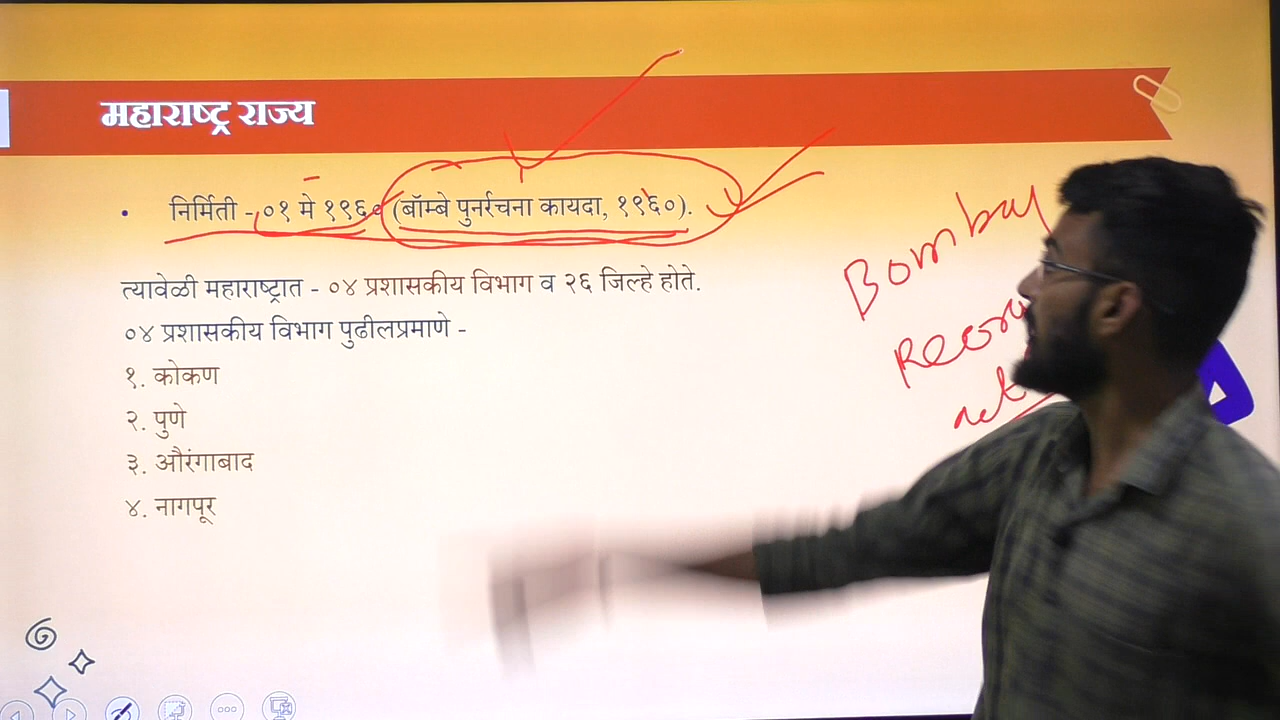 महाराष्ट्र राज्य
• निर्मिती - ०१ मे १९६० (बॉम्बे पुनर्रचना कायदा, १९६०).
त्यावेळी महाराष्ट्रात - ०४ प्रशासकीय विभाग व २६ जिल्हे होते.
०४ प्रशासकीय विभाग पुढीलप्रमाणे -
१. कोकण
२. पुणे
३. औरंगाबाद
४. नागपूर
Bombay
act